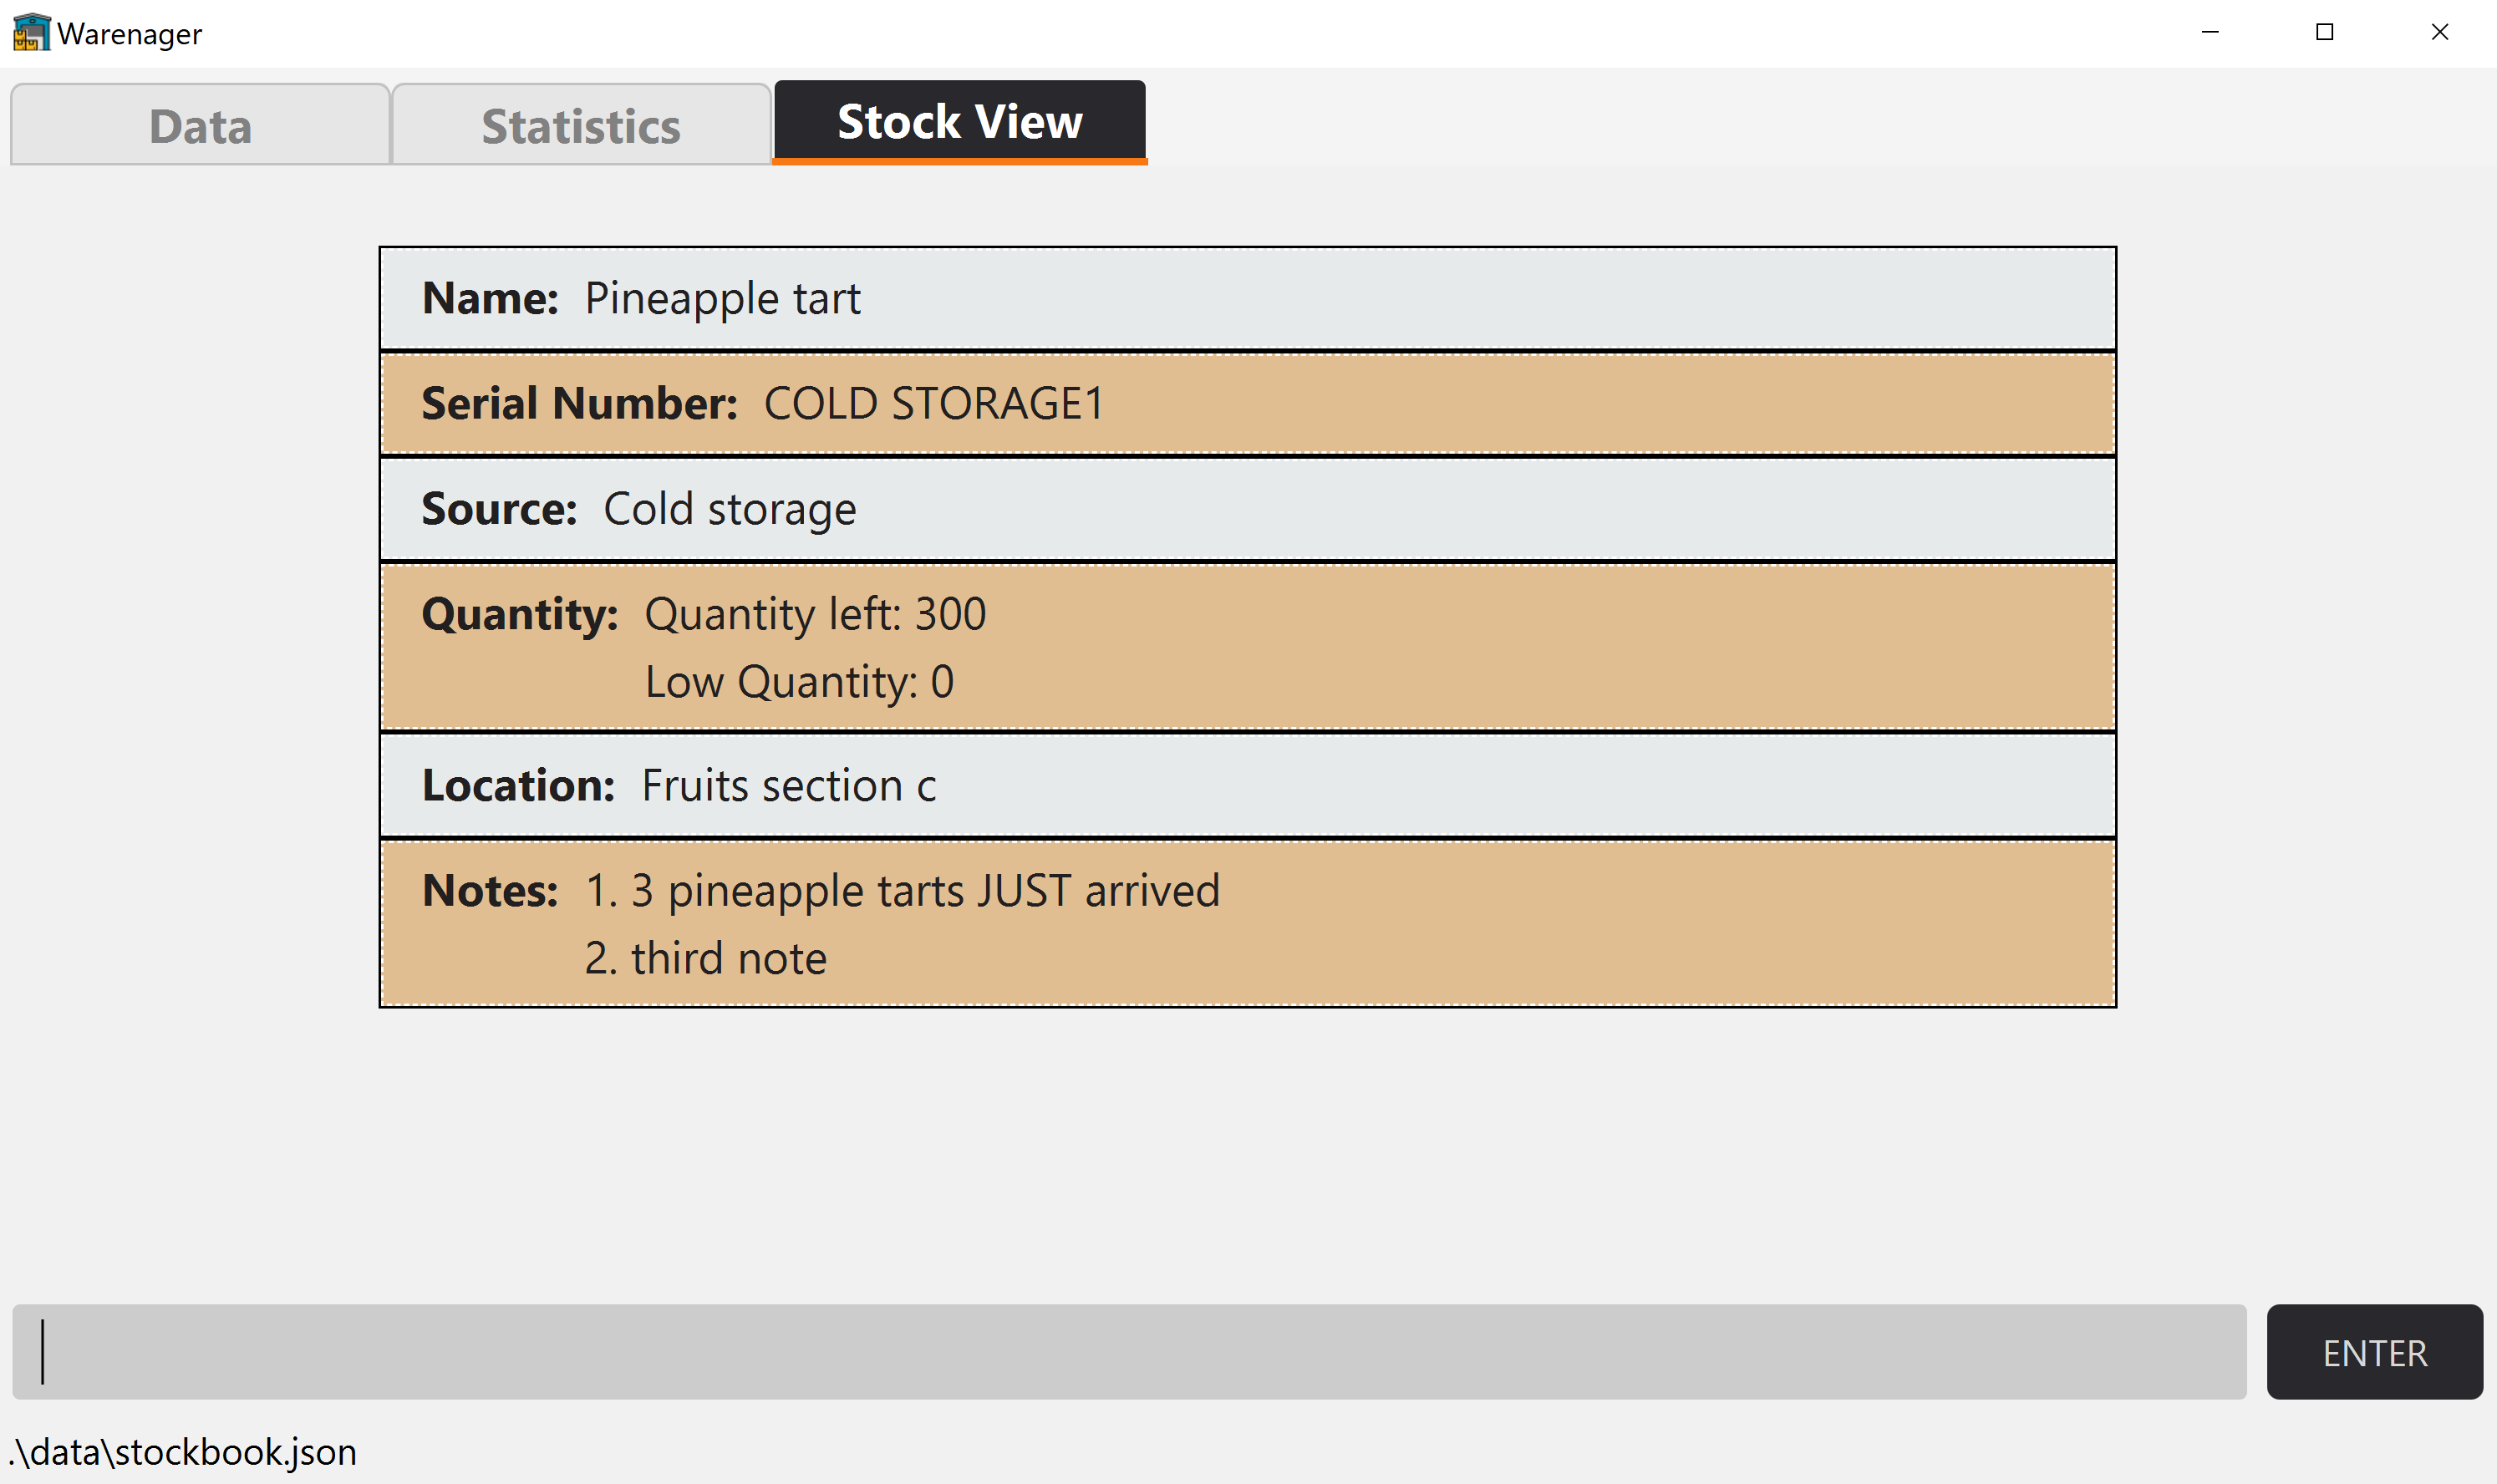 Warenager
Data
Statistics
Stock View
Name: Pineapple tart
Serial Number: COLD STORAGE1
Source: Cold storage
Quantity: Quantity left: 300
Low Quantity: 0
Location: Fruits section c
Notes: 1. 3 pineapple tarts JUST arrived
2. third note
ENTER
.\data\stockbook.json